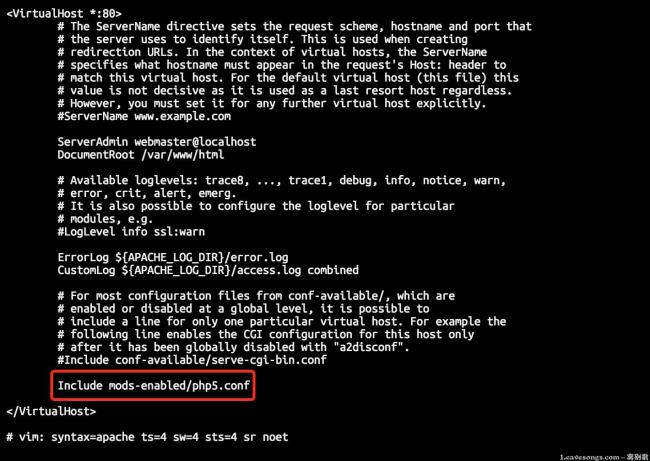 <VirtualHost *:80>
# The ServerName directive sets the request scheme, hostname and port that
# the server uses to identify itself. This is used when creating
# redirection URLs. In the context of virtual hosts, the ServerName
# specifies what hostname must appear in the request's Host: header to
# match this virtual host. For the default virtual host (this file) this
# value is not decisive as it is used as a last resort host regardless.
# However, you must set it for any further virtual host explicitly.
#ServerName www.example.com
ServerAdmin webmaster@localhost
DocumentRoot /var/www/html
# Available loglevels: trace8, ..., trace1, debug, info, notice, warn,
# error, crit, alert, emerg.
# It is also possible to configure the loglevel for particular
# modules, e.g.
#LogLevel info ssl:warn
ErrorLog ${APACHE_LOG_DIR}/error.log
CustomLog ${APACHE_LOG_DIR}/access.log combined
# For most configuration files from conf-available/, which are
# enabled or disabled at a global level, it is possible to
# include a line for only one particular virtual host. For example the
# following line enables the CGI configuration for this host only
# after it has been globally disabled with "a2disconf".
#Include conf-available/serve-cgi-bin.conf
Include mods-enabled/php5.conf
</VirtualHost>
# vim: syntax=apache ts=4 sw=4 sts=4 sr noet
Leavesongs.com - 离别歌